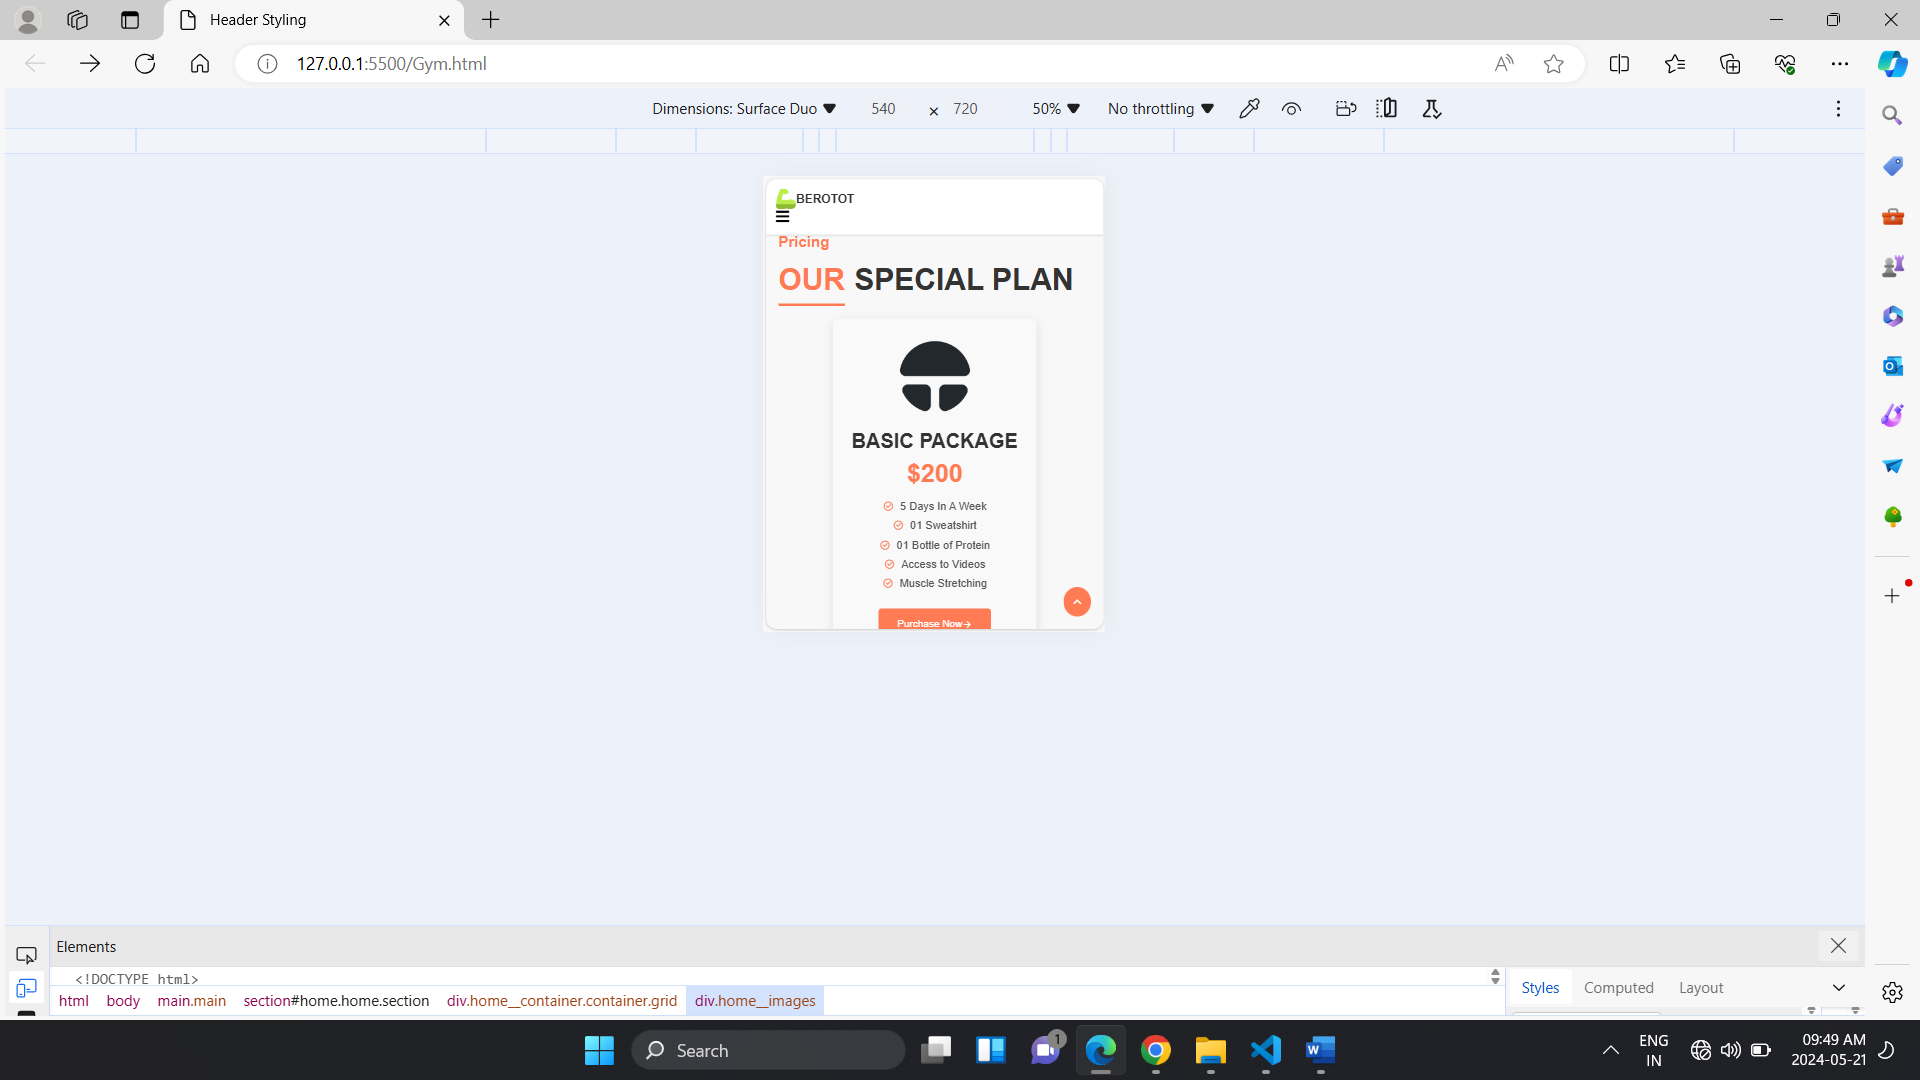 Header Styling
127.0.0.1:5500/Gym.html
Dimensions: Surface Duo 540 × 720 50% No throttling
BEROTOT
Pricing
OUR SPECIAL PLAN
BASIC PACKAGE
$200
5 Days In A Week
01 Sweatshirt
01 Bottle of Protein
Access to Videos
Muscle Stretching
Purchase Now→
Elements
<!DOCTYPE html>
html body main.main section#home.home.section div.home__container.container.grid div.home__images
Styles Computed Layout
Search
1
ENG
IN
09:49 AM
2024-05-21